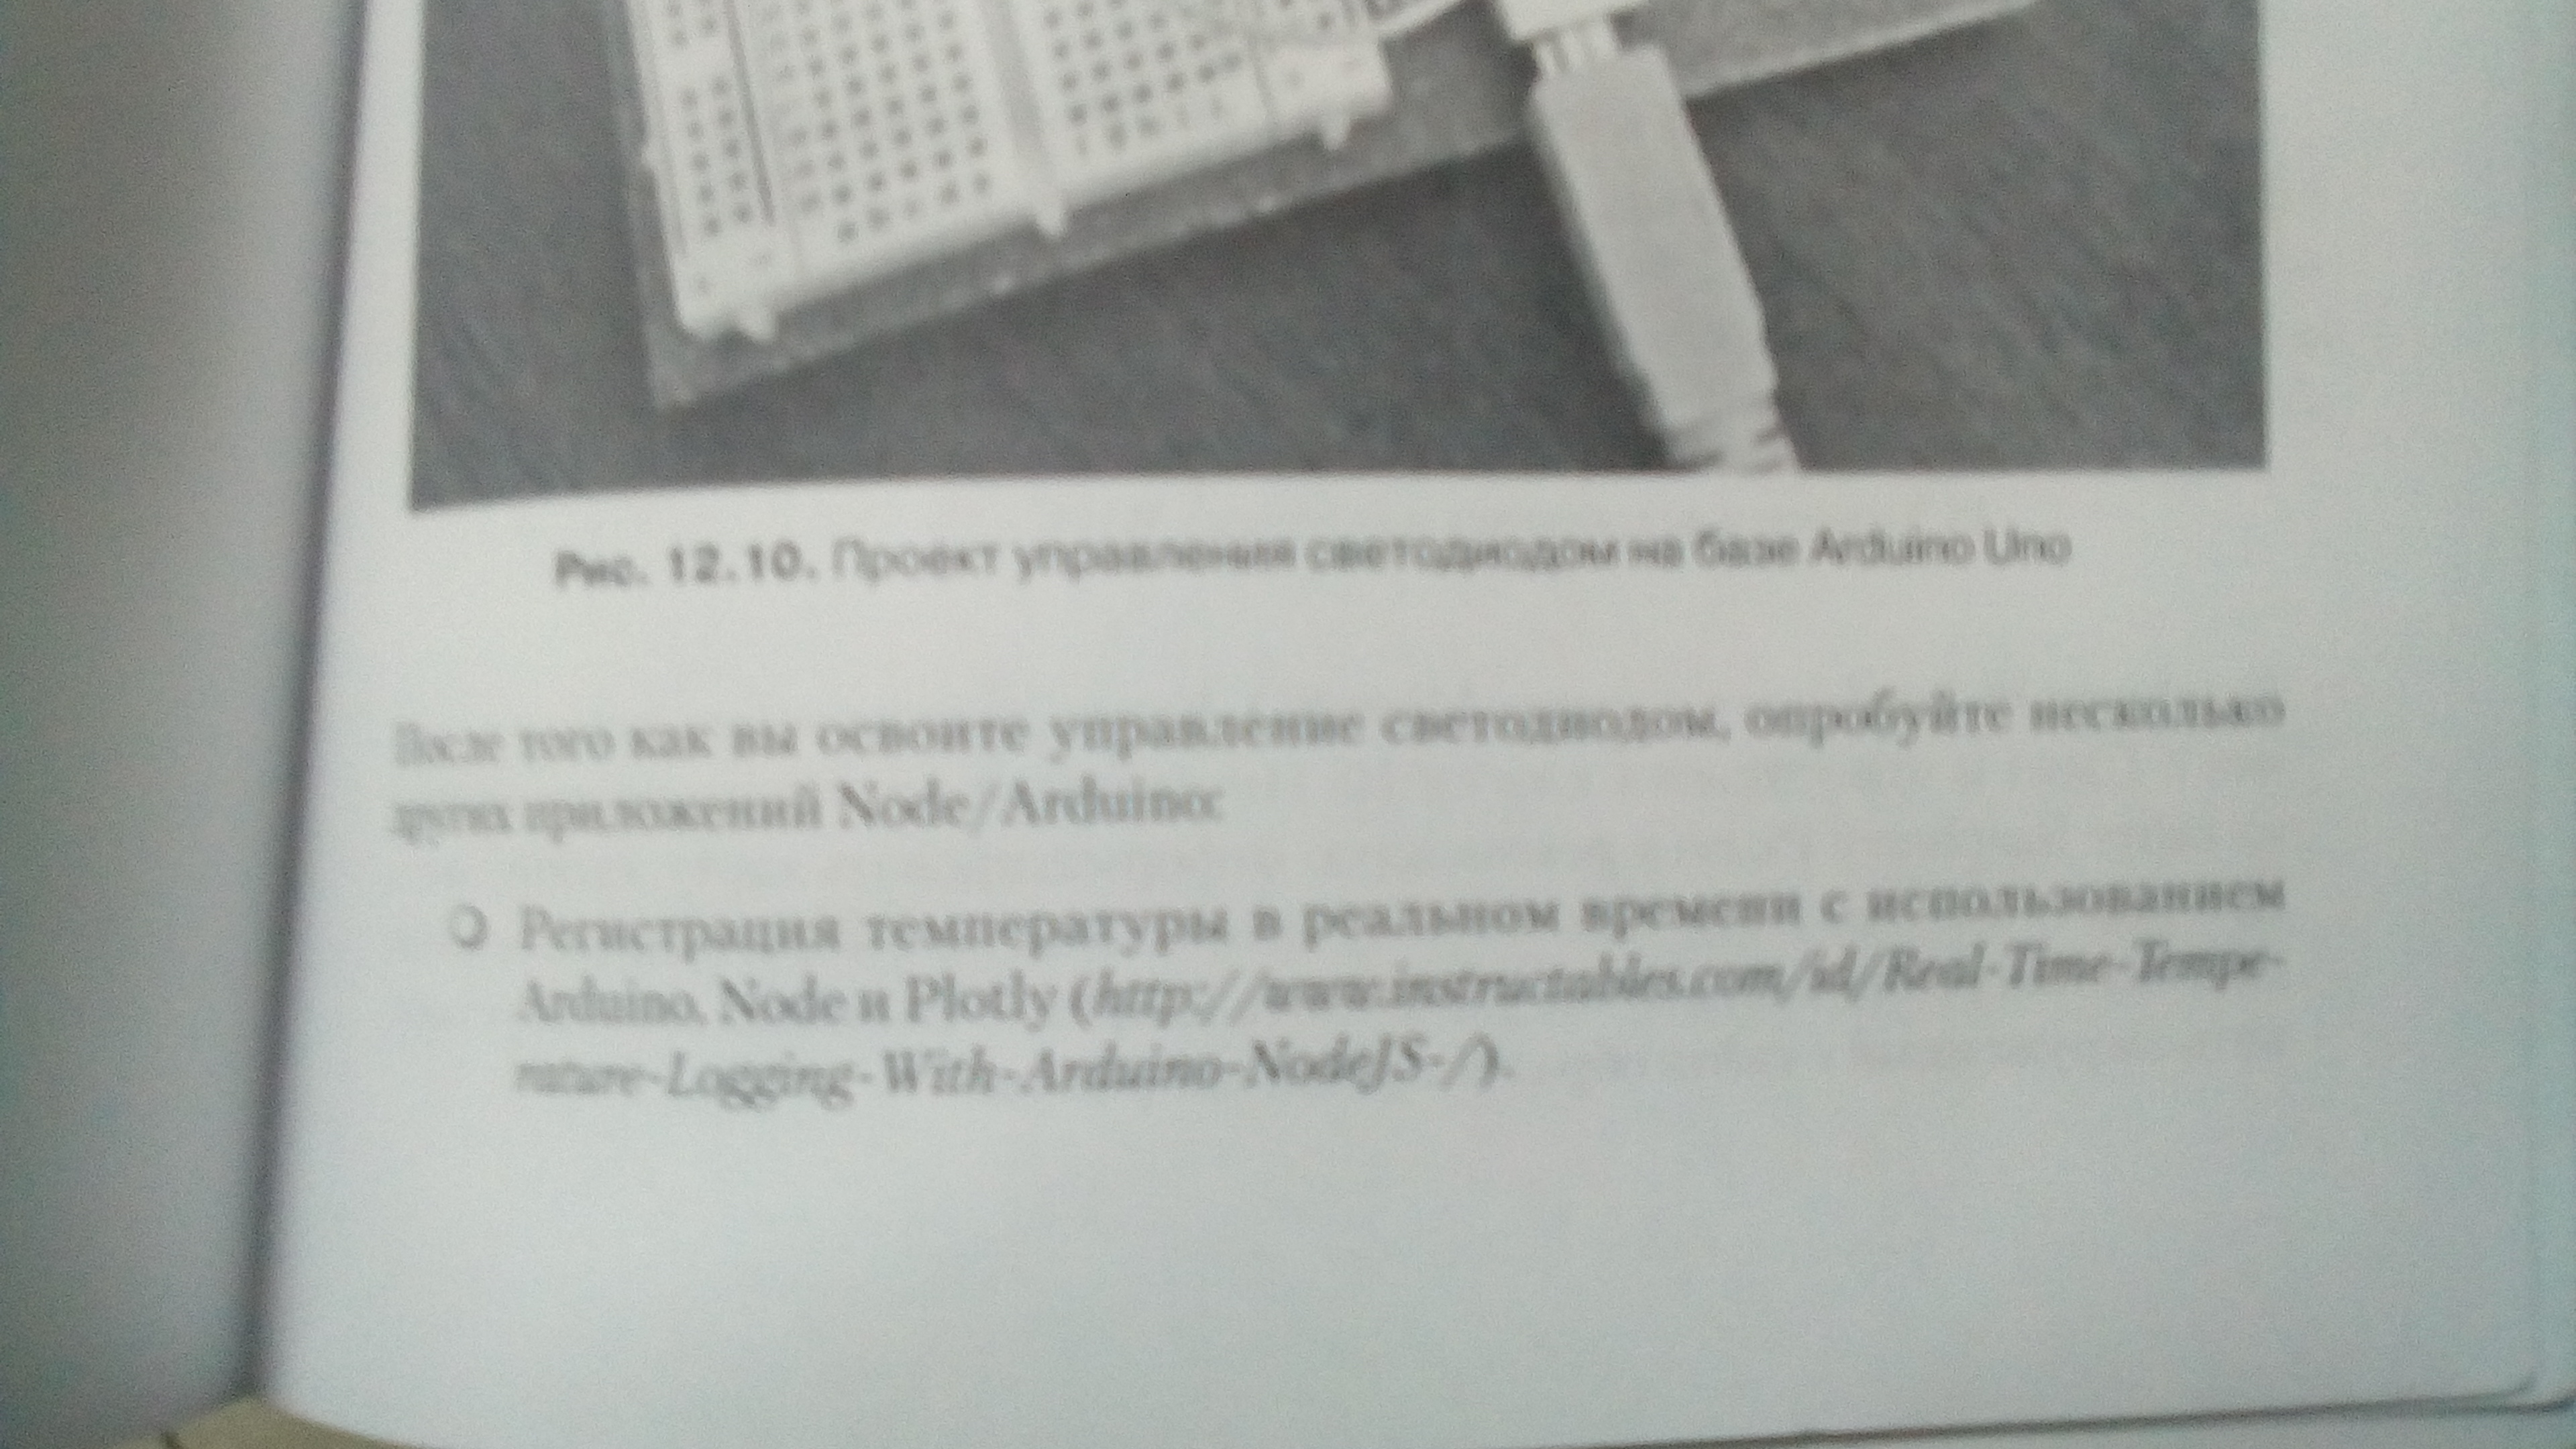 Рис. 12.10. Проект управления светодиодом на базе Arduino Uno
После того как вы освоите управление светодиодом, опробуйте несколько
других приложений Node/Arduino:
Регистрация температуры в реальном времени с использованием
Arduino, Node и Plotly (http://www.instructables.com/id/Real-Time-Tempe-
rature-Logging-With-Arduino-NodeJS-/).